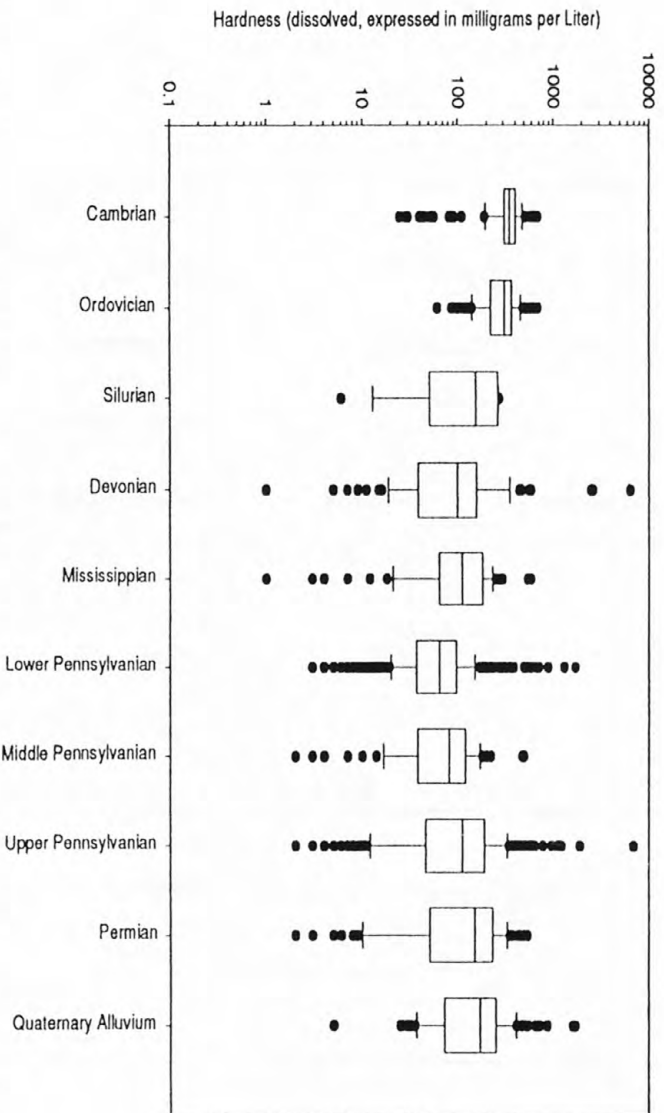 Hardness (dissolved, expressed in milligrams per Liter)
0.1
1
10
100
1000
10000
Cambrian
Ordovician
Silurian
Devonian
Mississippian
Lower Pennsylvanian
Middle Pennsylvanian
Upper Pennsylvanian
Permian
Quaternary Alluvium